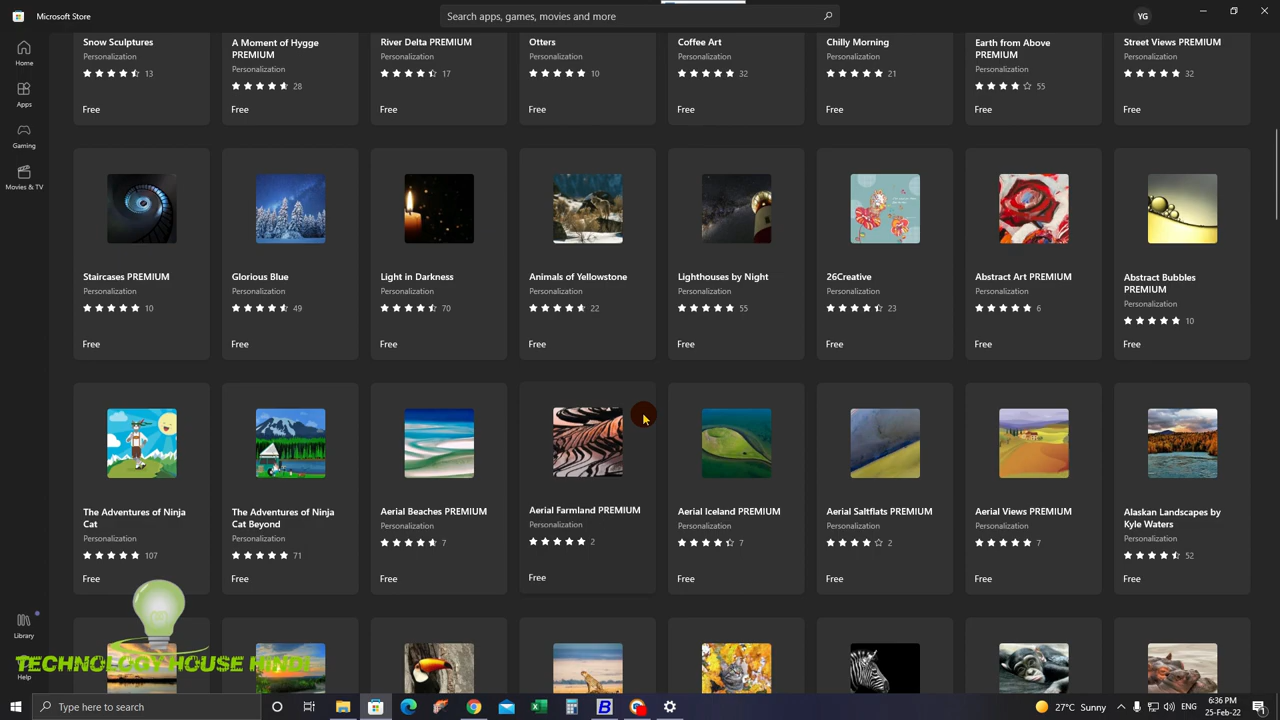 Microsoft Store
Search apps, games, movies and more
YG
Home
Apps
Gaming
Movies & TV
Library
Help
Snow Sculptures
Personalization
13
Free
A Moment of Hygge
PREMIUM
Personalization
28
Free
River Delta PREMIUM
Personalization
17
Free
Otters
Personalization
10
Free
Coffee Art
Personalization
32
Free
Chilly Morning
Personalization
21
Free
Earth from Above
PREMIUM
Personalization
55
Free
Street Views PREMIUM
Personalization
32
Free
Staircases PREMIUM
Personalization
10
Free
Glorious Blue
Personalization
49
Free
Light in Darkness
Personalization
70
Free
Animals of Yellowstone
Personalization
22
Free
Lighthouses by Night
Personalization
55
Free
26Creative
Personalization
23
Free
Abstract Art PREMIUM
Personalization
6
Free
Abstract Bubbles
PREMIUM
Personalization
10
Free
The Adventures of Ninja
Cat
Personalization
107
Free
The Adventures of Ninja
Cat Beyond
Personalization
71
Free
Aerial Beaches PREMIUM
Personalization
7
Free
Aerial Farmland PREMIUM
Personalization
2
Free
Aerial Iceland PREMIUM
Personalization
7
Free
Aerial Saltflats PREMIUM
Personalization
2
Free
Aerial Views PREMIUM
Personalization
7
Free
Alaskan Landscapes by
Kyle Waters
Personalization
52
Free
TECHNOLOGY HOUSE HINDI
Type here to search
27°C Sunny
ENG
6:36 PM
25-Feb-22